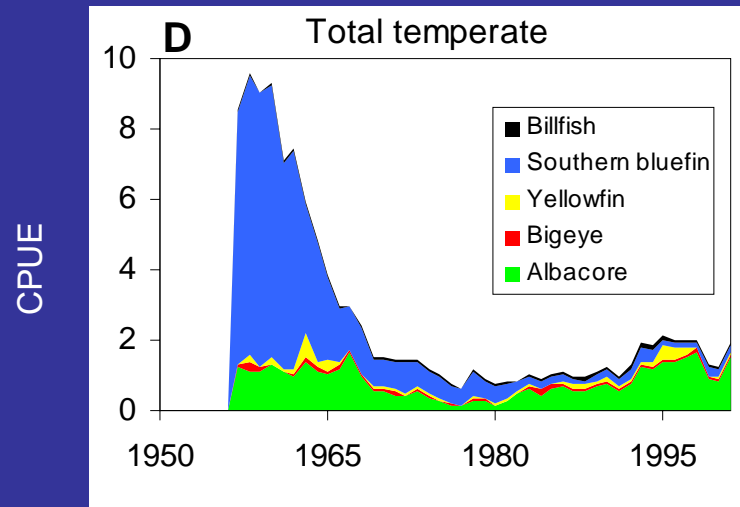 D
Total temperate
CPUE
10
8
6
4
2
0
Billfish
Southern bluefin
Yellowfin
Bigeye
Albacore
1950
1965
1980
1995